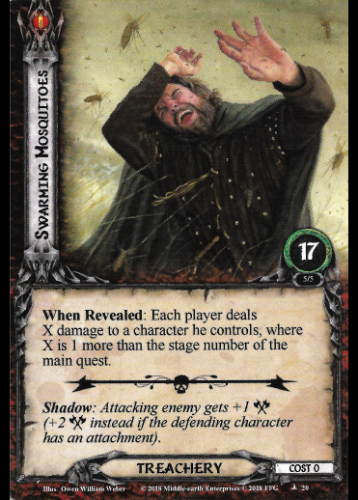 SWARMING MOSQUITOES
17
5/5
When Revealed: Each player deals
X damage to a character he controls, where
X is 1 more than the stage number of the
main quest.
Shadow: Attacking enemy gets +1
(+2 instead if the defending character
has an attachment).
TREACHERY
COST 0
Illus. Owen William Weber © 2018 Middle-earth Enterprises © 2018 FFG 20